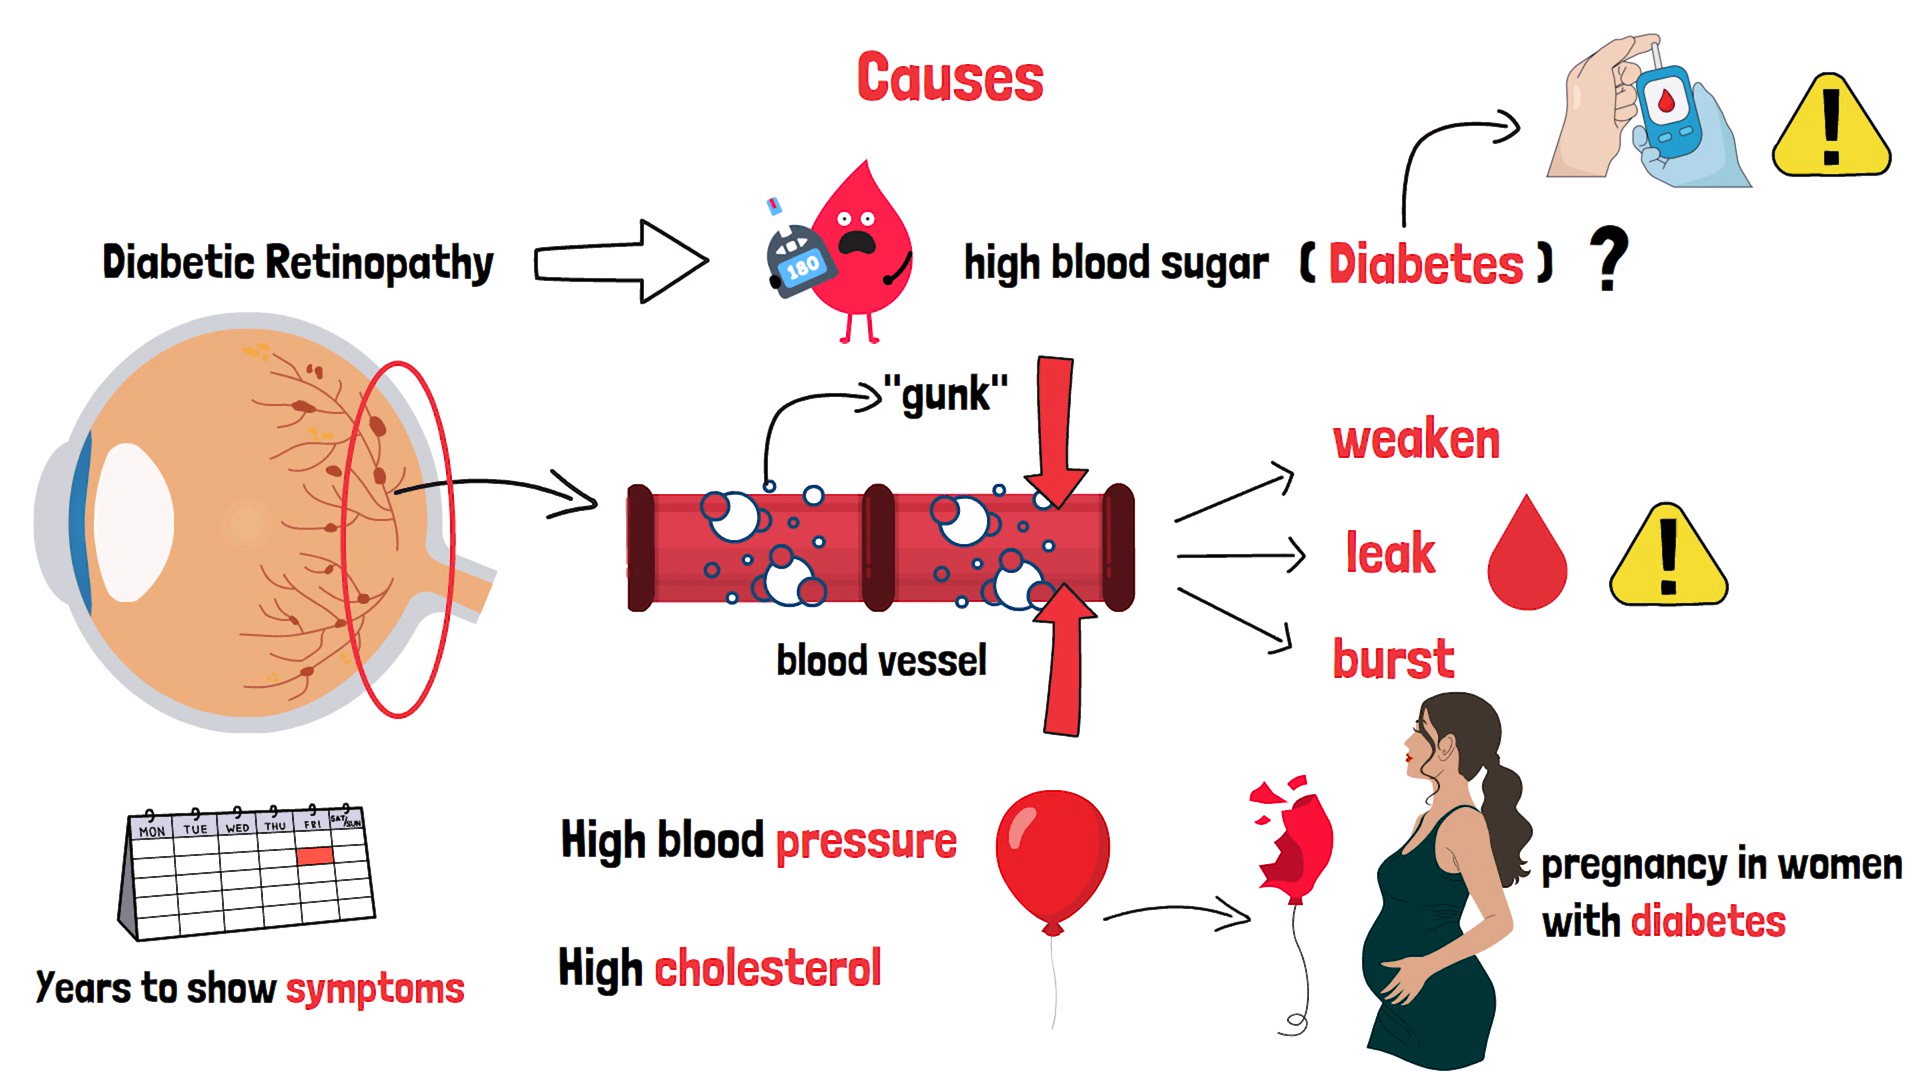 Causes
Diabetic Retinopathy
180
high blood sugar ( Diabetes ) ?
"gunk"
weaken
leak
burst
blood vessel
MON TUE WED THU FRI SAT/SUN
Years to show symptoms
High blood pressure
High cholesterol
pregnancy in women
with diabetes